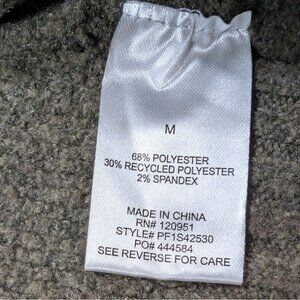 M
68% POLYESTER
30% RECYCLED POLYESTER
2% SPANDEX
MADE IN CHINA
RN# 120951
STYLE# PF1S42530
PO# 444584
SEE REVERSE FOR CARE